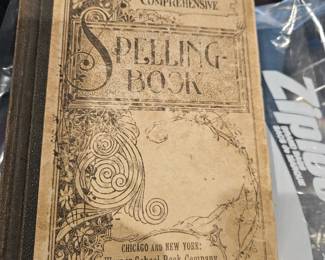 COMPREHENSIVE
SPELLING-
BOOK
CHICAGO AND NEW YORK:
School Book Company
Ziploc